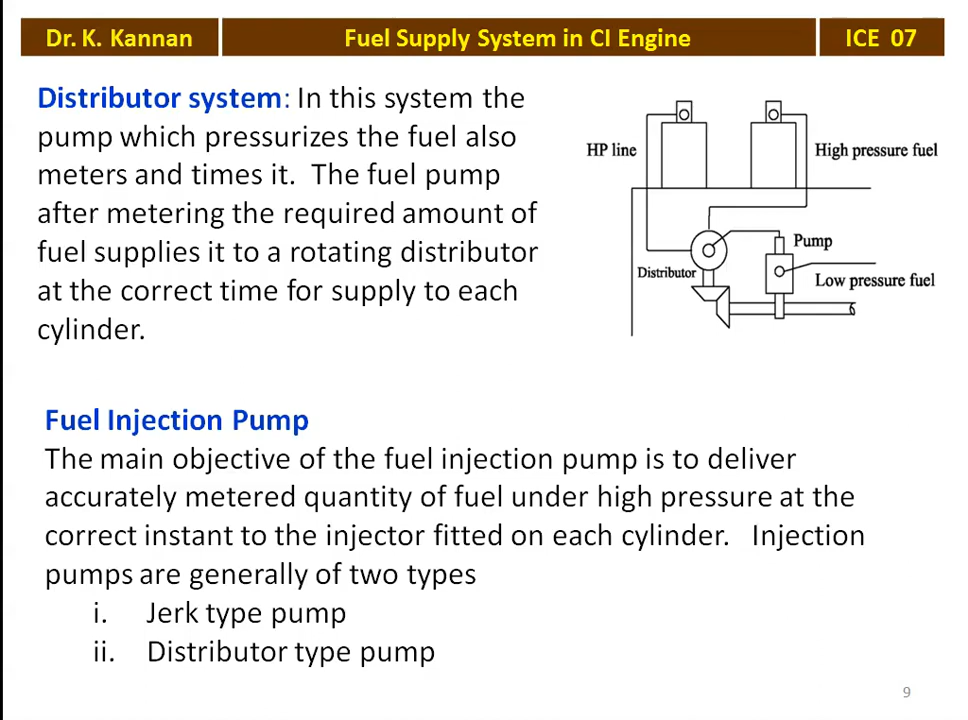 Dr. K. Kannan
Fuel Supply System in CI Engine
ICE 07
Distributor system: In this system the
pump which pressurizes the fuel also
meters and times it. The fuel pump
after metering the required amount of
fuel supplies it to a rotating distributor
at the correct time for supply to each
cylinder.
HP line
High pressure fuel
Pump
Distributor
Low pressure fuel
Fuel Injection Pump
The main objective of the fuel injection pump is to deliver
accurately metered quantity of fuel under high pressure at the
correct instant to the injector fitted on each cylinder. Injection
pumps are generally of two types
i. Jerk type pump
ii. Distributor type pump
9